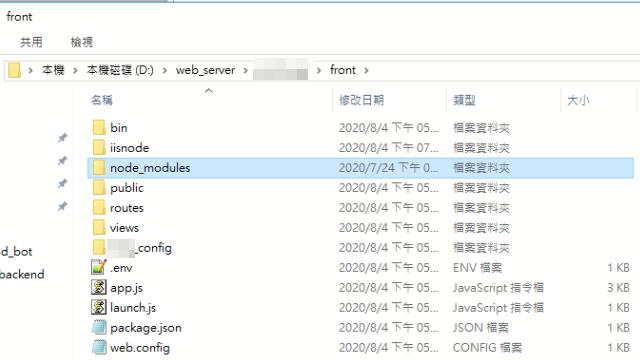 front
共用 檢視
本機 > 本機磁碟 (D:) > web_server > > front >
名稱 修改日期 類型 大小
bin 2020/8/4 下午 05... 檔案資料夾
iisnode 2020/8/4 下午 07... 檔案資料夾
node_modules 2020/7/24 下午 0... 檔案資料夾
public 2020/8/4 下午 05... 檔案資料夾
routes 2020/8/4 下午 05... 檔案資料夾
views 2020/8/4 下午 05... 檔案資料夾
_config 2020/8/4 下午 05... 檔案資料夾
d_bot
.env 2020/8/4 下午 05... ENV 檔案 1 KB
backend
app.js 2020/8/4 下午 05... JavaScript 指令檔 3 KB
launch.js 2020/8/4 下午 05... JavaScript 指令檔 1 KB
package.json 2020/8/4 下午 05... JSON 檔案 1 KB
web.config 2020/8/4 下午 05... CONFIG 檔案 1 KB